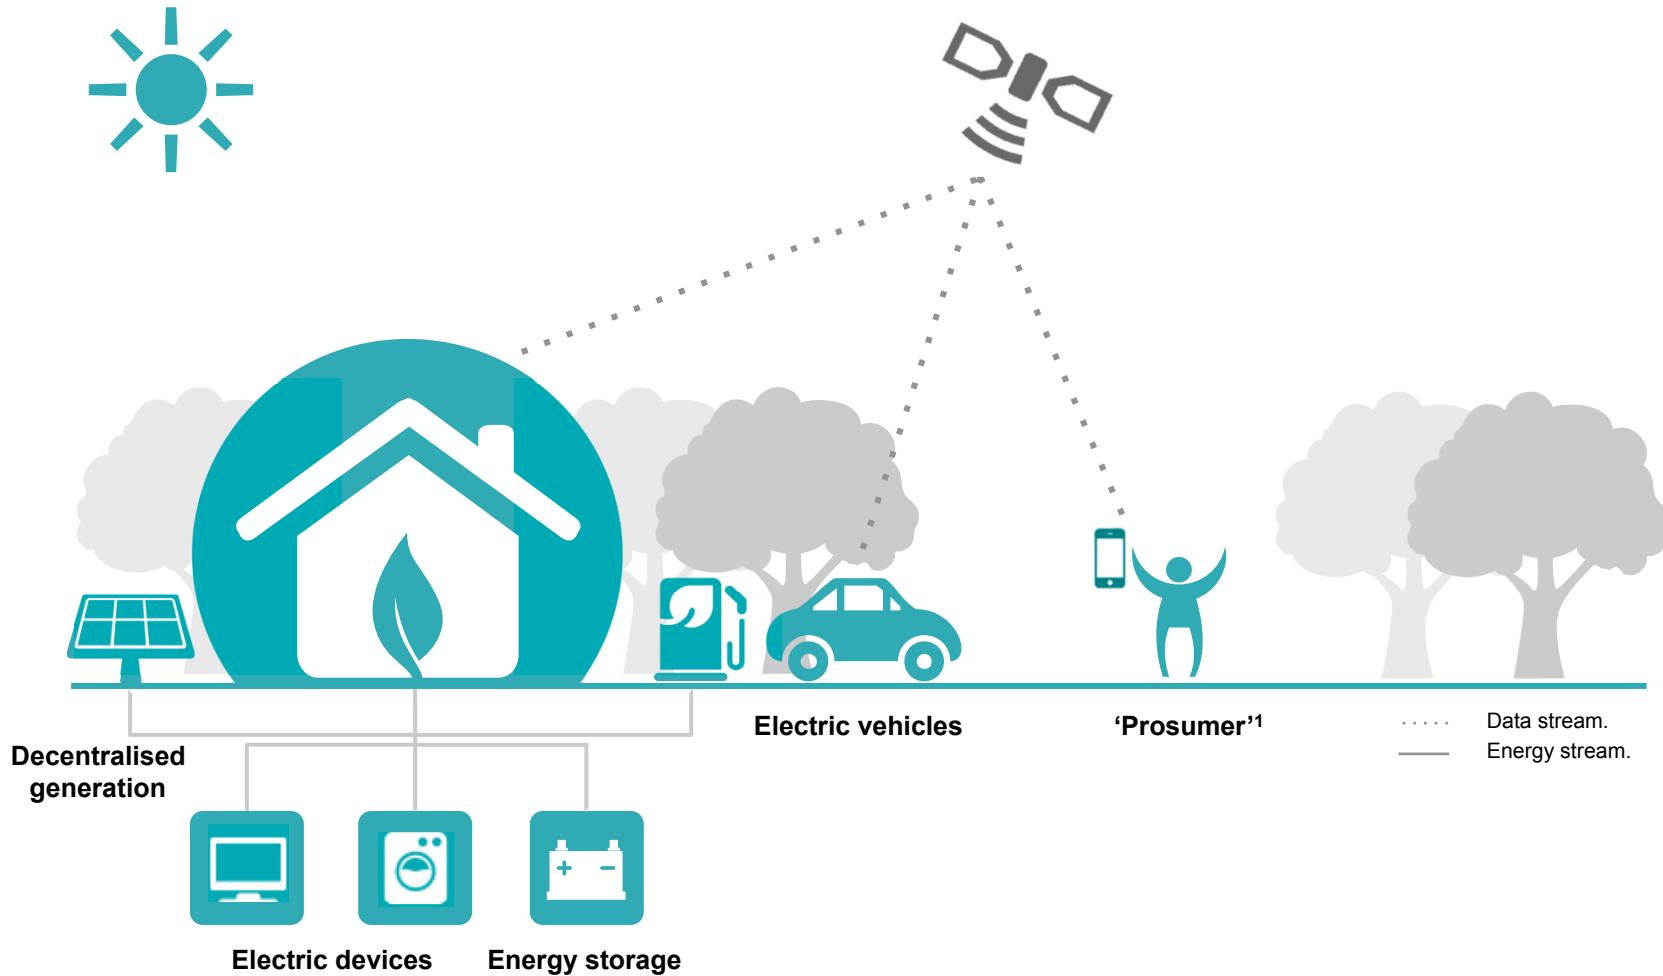 Electric vehicles
‘Prosumer’¹
Data stream.
Energy stream.
Decentralised
generation
+ −
Electric devices
Energy storage